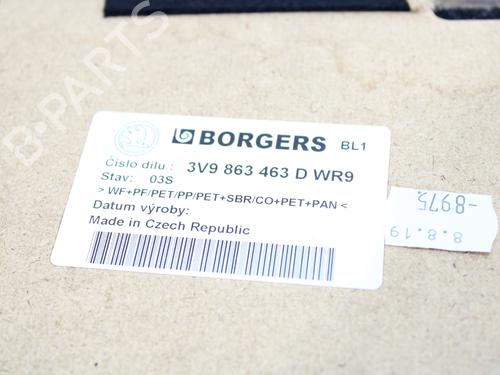 B-PARTS
BORGERS BL1
Číslo dílu : 3V9 863 463 D WR9
Stav: 03S
> WF+PF/PET/PP/PET+SBR/CO+PET+PAN <
Datum výroby:
Made in Czech Republic
-8975
8.8.19